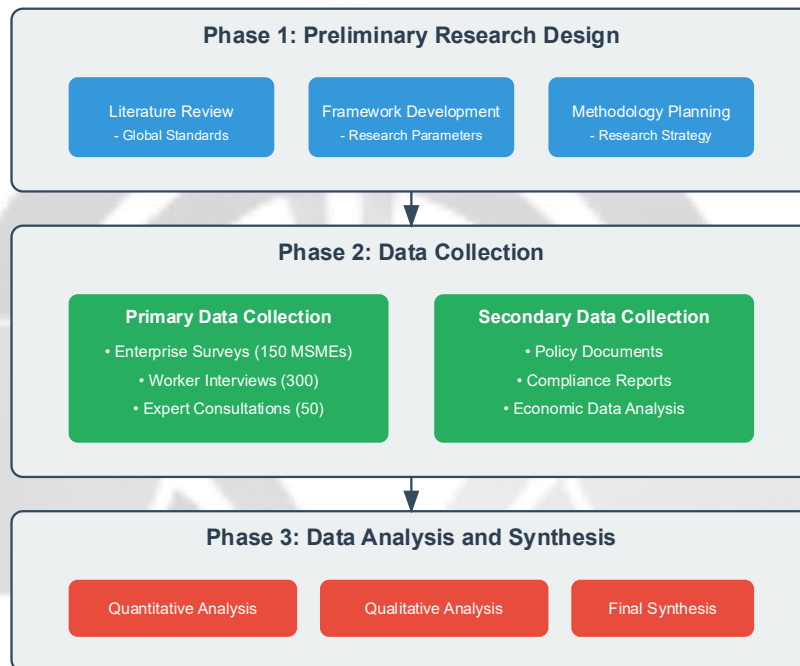 Phase 1: Preliminary Research Design
Literature Review
- Global Standards
Framework Development
- Research Parameters
Methodology Planning
- Research Strategy
Phase 2: Data Collection
Primary Data Collection
• Enterprise Surveys (150 MSMEs)
• Worker Interviews (300)
• Expert Consultations (50)
Secondary Data Collection
• Policy Documents
• Compliance Reports
• Economic Data Analysis
Phase 3: Data Analysis and Synthesis
Quantitative Analysis
Qualitative Analysis
Final Synthesis